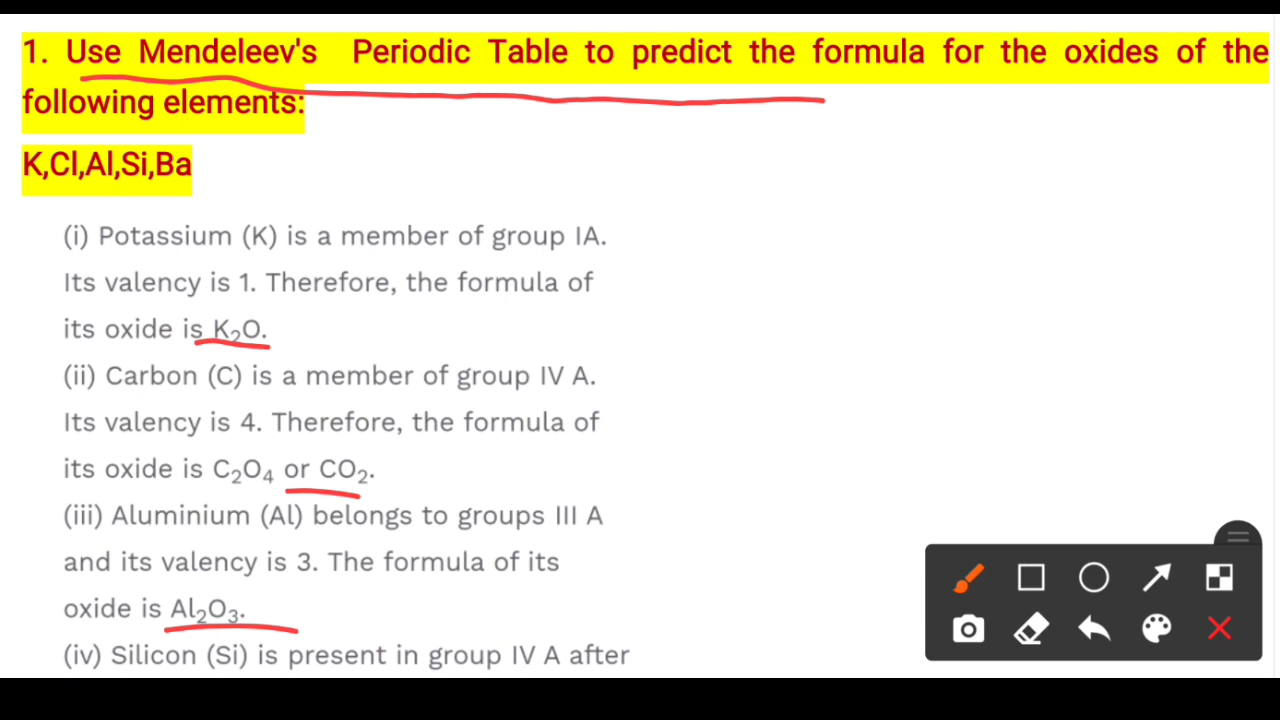 1. Use Mendeleev's Periodic Table to predict the formula for the oxides of the
following elements:
K,Cl,Al,Si,Ba
(i) Potassium (K) is a member of group IA.
Its valency is 1. Therefore, the formula of
its oxide is K₂O.
(ii) Carbon (C) is a member of group IV A.
Its valency is 4. Therefore, the formula of
its oxide is C₂O₄ or CO₂.
(iii) Aluminium (Al) belongs to groups III A
and its valency is 3. The formula of its
oxide is Al₂O₃.
(iv) Silicon (Si) is present in group IV A after